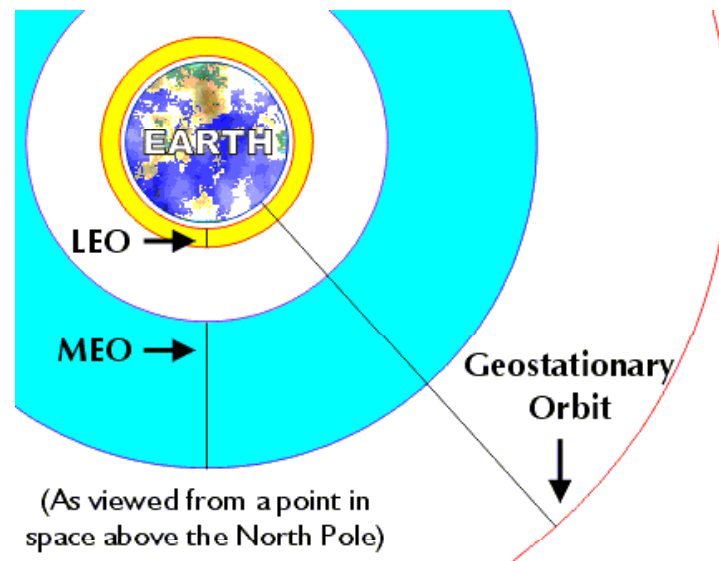 EARTH
LEO
MEO
Geostationary
Orbit
(As viewed from a point in
space above the North Pole)